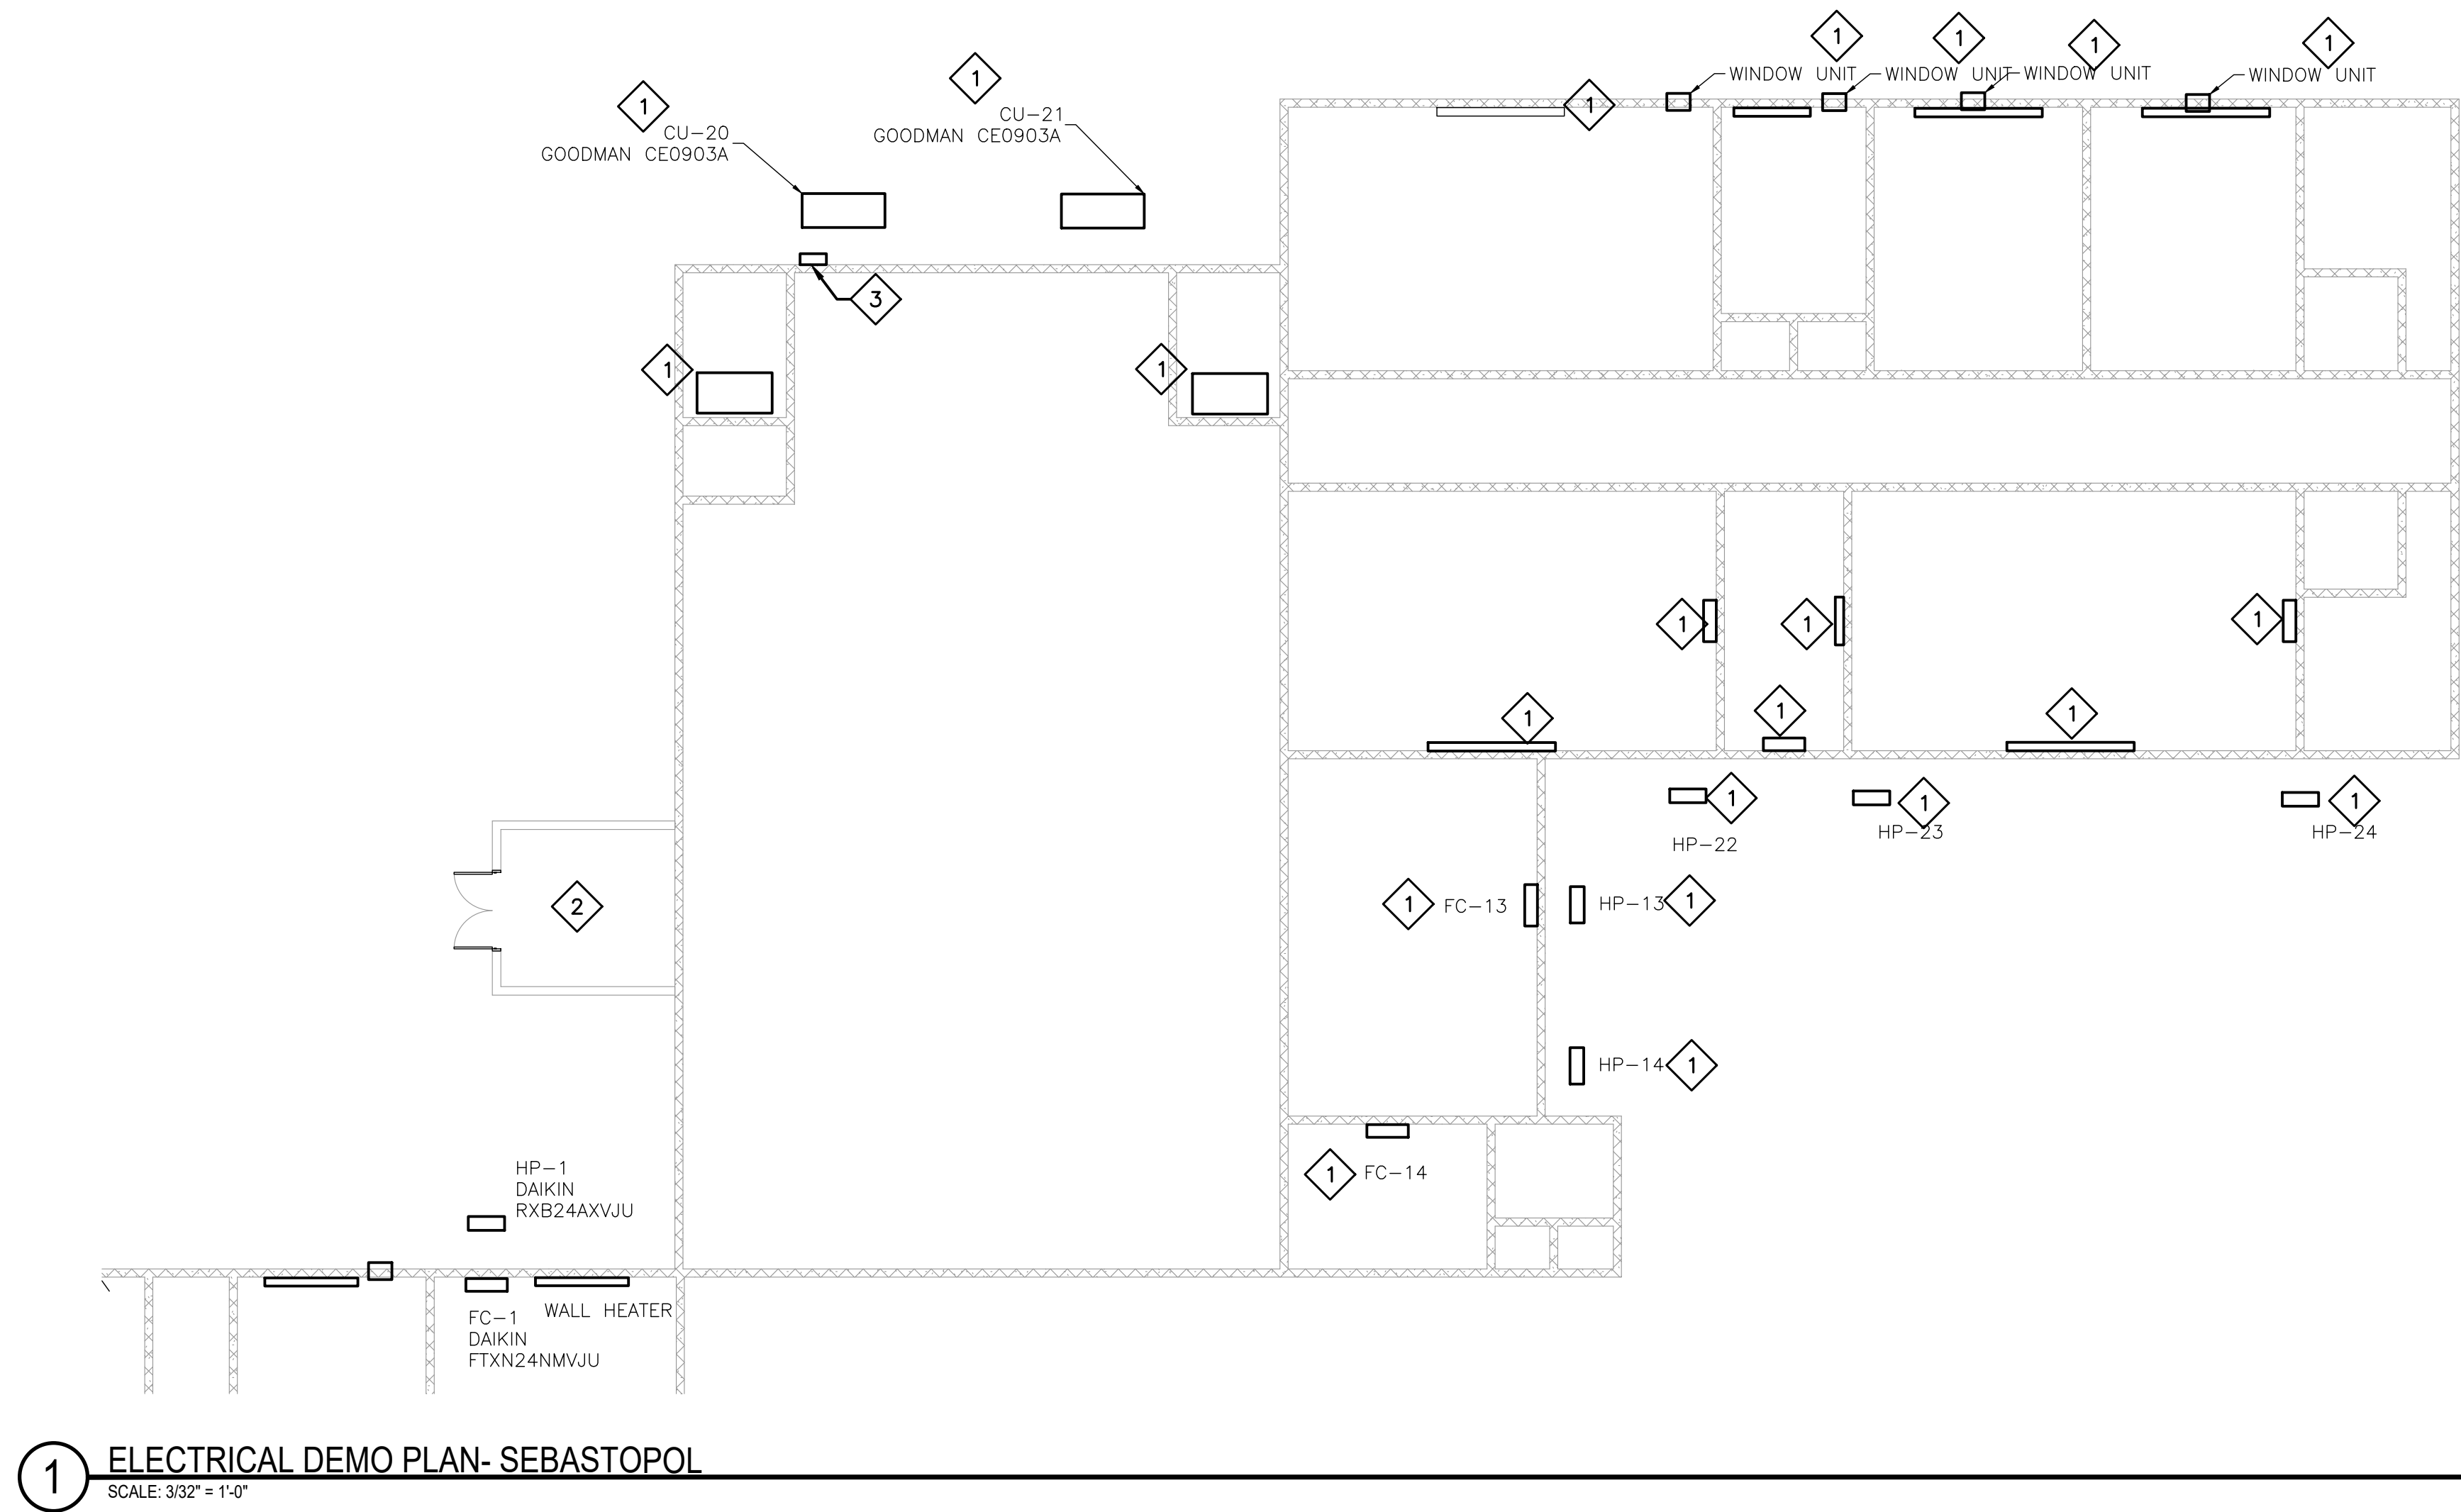 1
1
1
1
1
1
WINDOW UNIT
WINDOW UNIT
WINDOW UNIT
WINDOW UNIT
CU-20
GOODMAN CE0903A
CU-21
GOODMAN CE0903A
1
3
1
1
1
1
1
1
1
1
1
HP-22
1
HP-23
1
HP-24
2
1
FC-13
HP-13
1
HP-14
1
1
FC-14
HP-1
DAIKIN
RXB24AXVJU
FC-1
DAIKIN
FTXN24NMVJU
WALL HEATER
1
ELECTRICAL DEMO PLAN- SEBASTOPOL
SCALE: 3/32" = 1'-0"